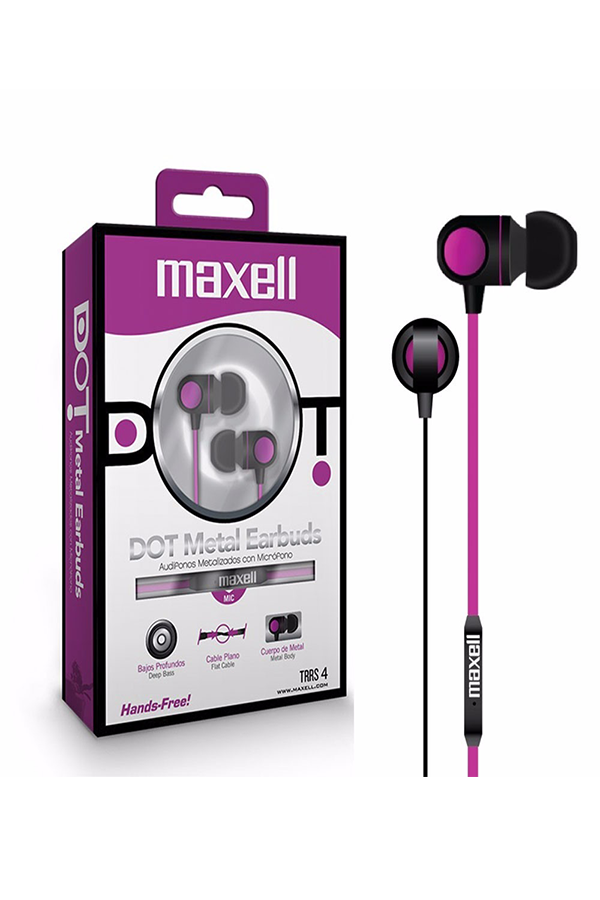 maxell
DOT
DOT Metal Earbuds
Audífonos Metalizados con Micrófono
maxell
MIC
Bajos Profundos
Deep Bass
Cable Plano
Flat Cable
Cuerpo de Metal
Metal Body
TRRS 4
WWW.MAXELL.COM
Hands-Free!
DOT Metal Earbuds
maxell